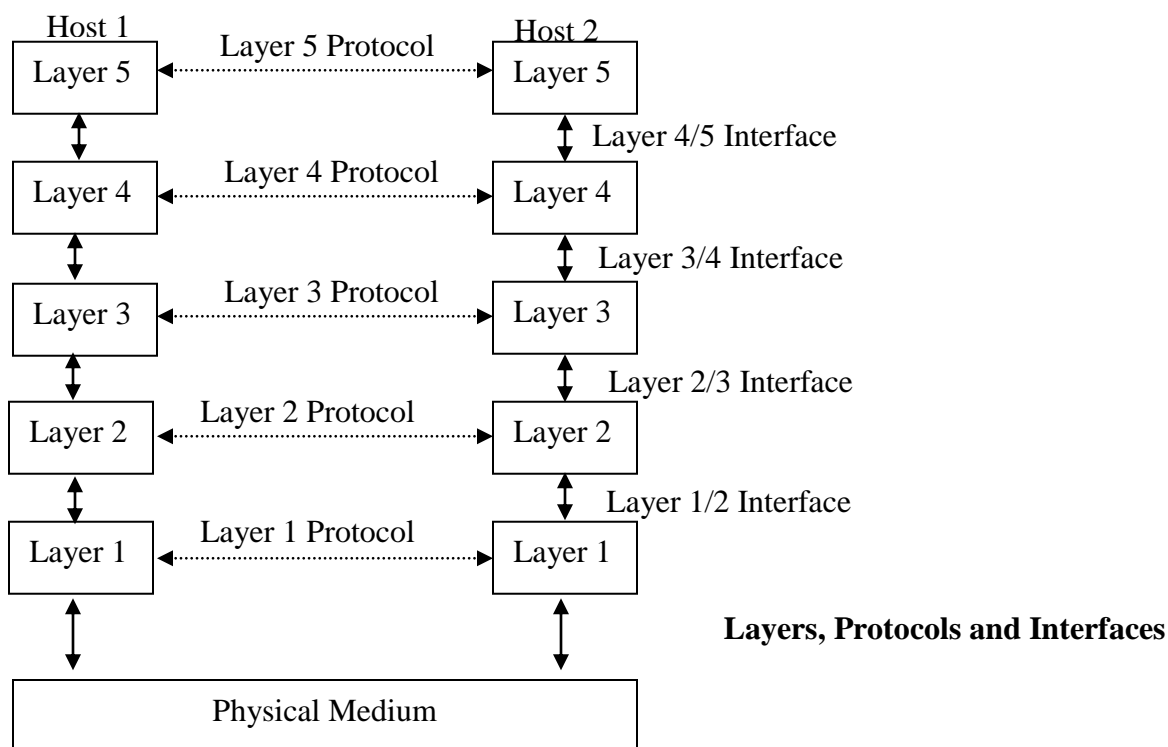 Host 1
Host 2
Layer 5 Protocol
Layer 5
Layer 5
Layer 4/5 Interface
Layer 4 Protocol
Layer 4
Layer 4
Layer 3/4 Interface
Layer 3 Protocol
Layer 3
Layer 3
Layer 2/3 Interface
Layer 2 Protocol
Layer 2
Layer 2
Layer 1/2 Interface
Layer 1 Protocol
Layer 1
Layer 1
Layers, Protocols and Interfaces
Physical Medium